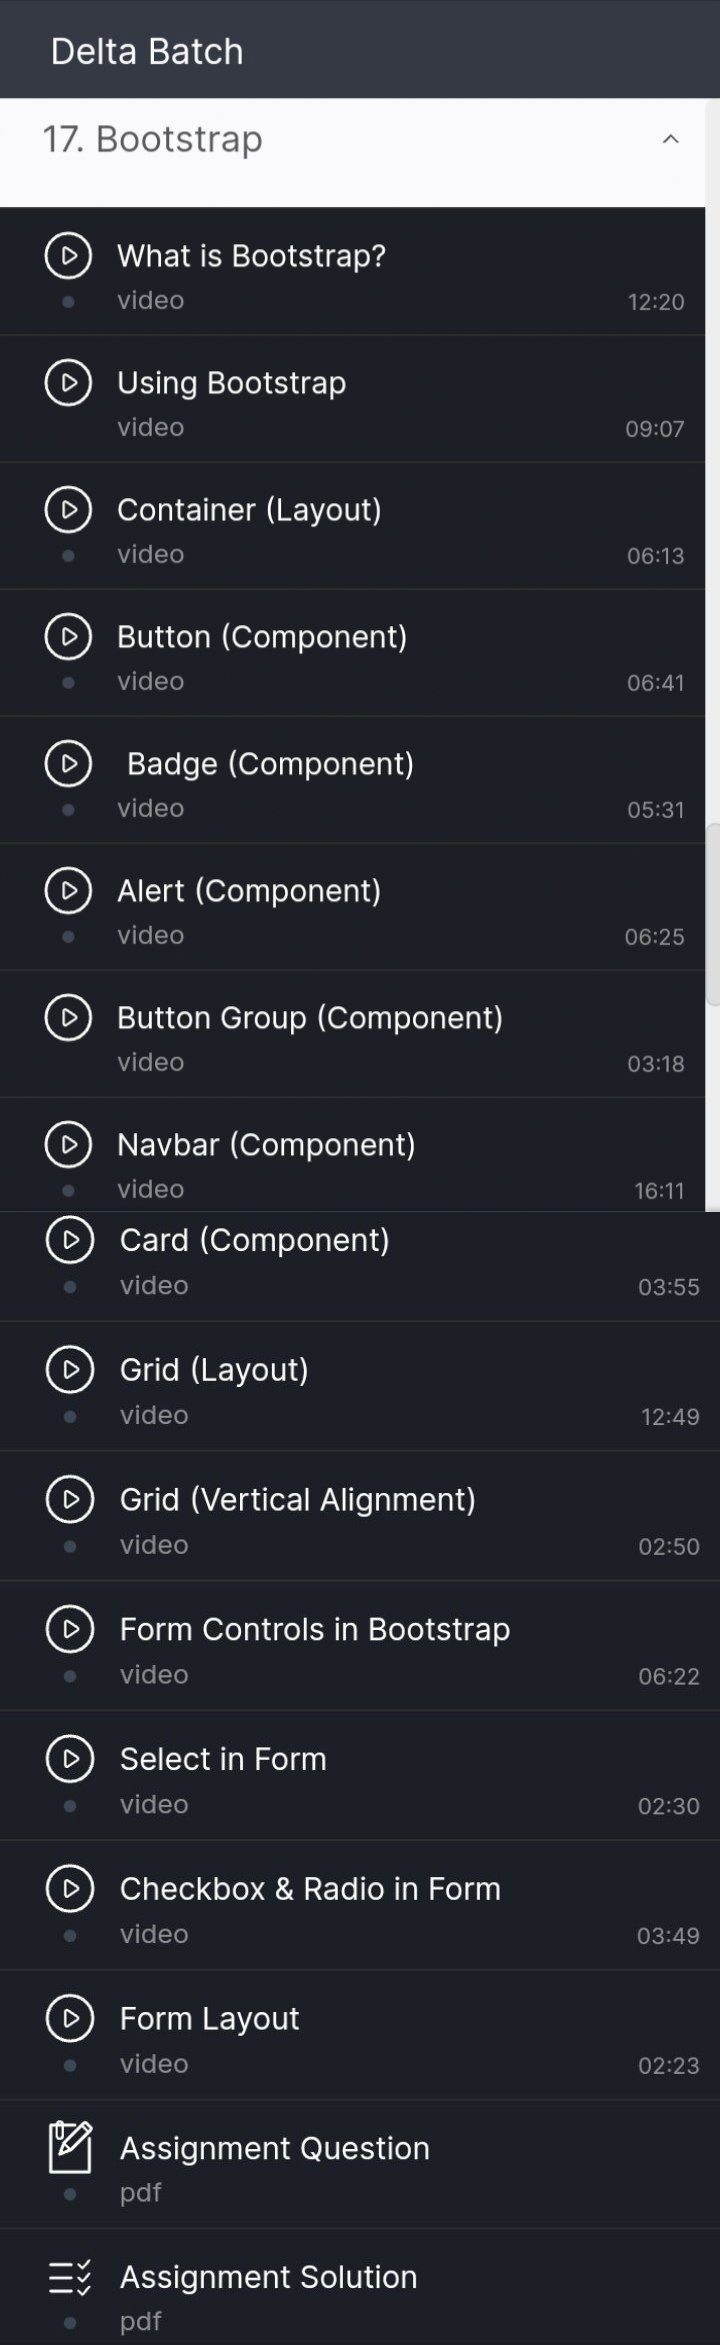 Delta Batch
17. Bootstrap
What is Bootstrap?
video 12:20
Using Bootstrap
video 09:07
Container (Layout)
video 06:13
Button (Component)
video 06:41
Badge (Component)
video 05:31
Alert (Component)
video 06:25
Button Group (Component)
video 03:18
Navbar (Component)
video 16:11
Card (Component)
video 03:55
Grid (Layout)
video 12:49
Grid (Vertical Alignment)
video 02:50
Form Controls in Bootstrap
video 06:22
Select in Form
video 02:30
Checkbox & Radio in Form
video 03:49
Form Layout
video 02:23
Assignment Question
pdf
Assignment Solution
pdf